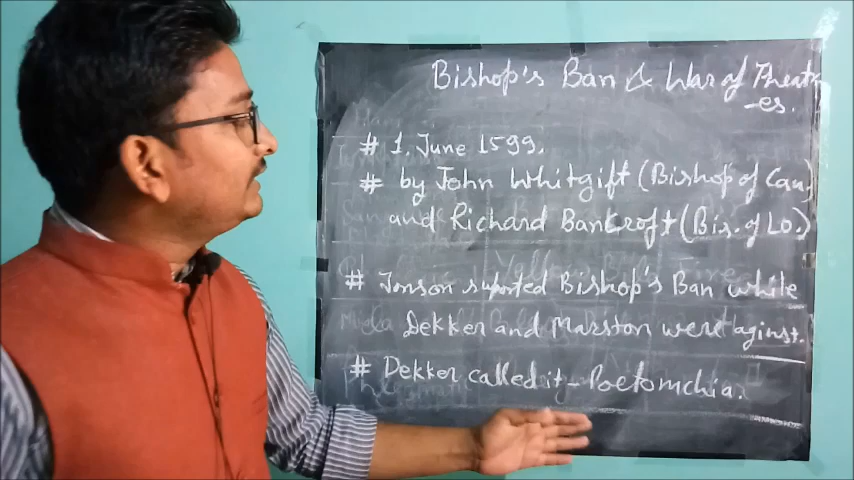 Bishop's Ban & War of Theatr
-es.
# 1. June 1599.
# by John Whitgift (Bishop of Can)
and Richard Bancroft (Bis. of Lo.)
# Jonson suported Bishop's Ban while
Dekker and Marston were aginst.
# Dekker called it - Poetomchia.